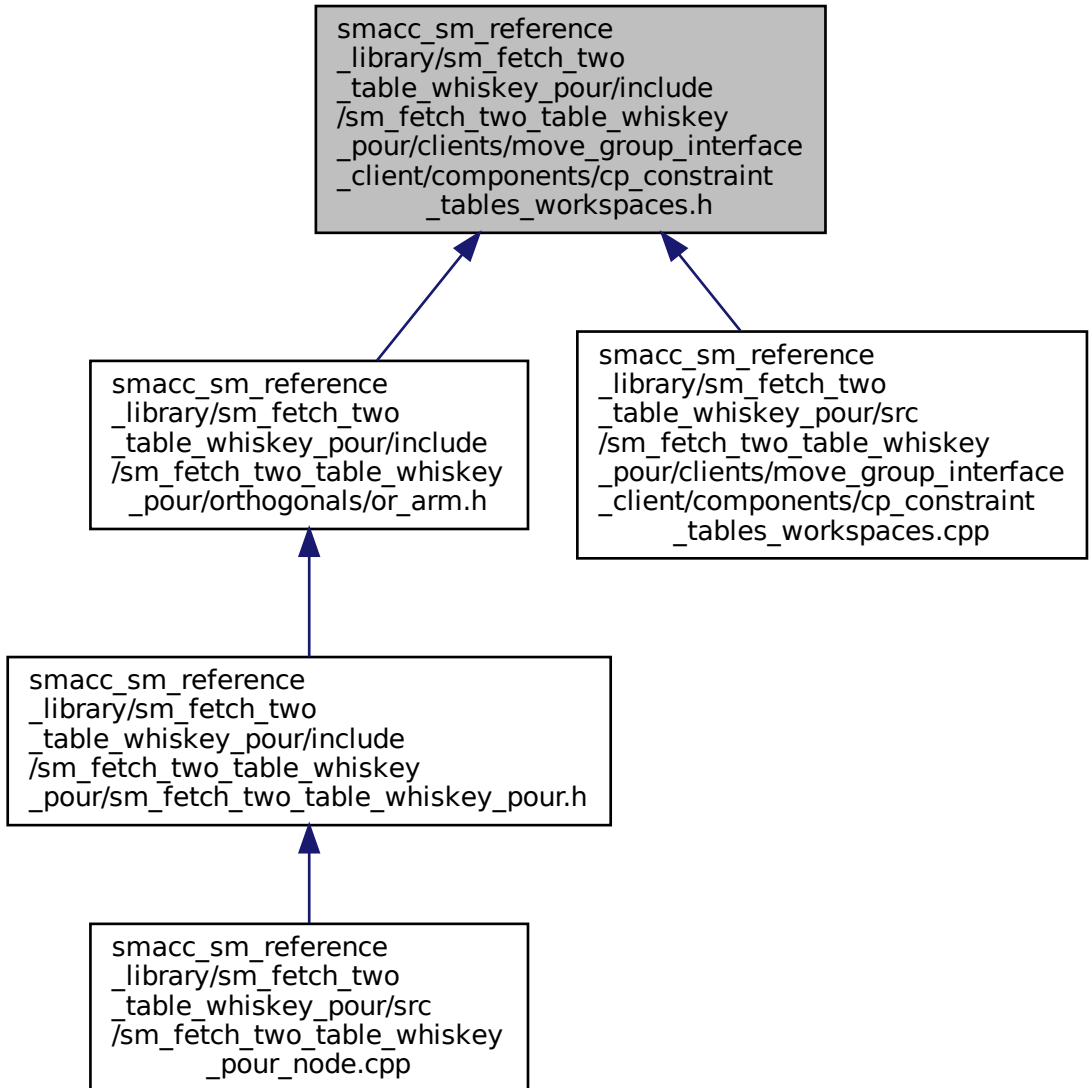 smacc_sm_reference
_library/sm_fetch_two
_table_whiskey_pour/include
/sm_fetch_two_table_whiskey
_pour/clients/move_group_interface
_client/components/cp_constraint
_tables_workspaces.h
smacc_sm_reference
_library/sm_fetch_two
_table_whiskey_pour/include
/sm_fetch_two_table_whiskey
_pour/orthogonals/or_arm.h
smacc_sm_reference
_library/sm_fetch_two
_table_whiskey_pour/src
/sm_fetch_two_table_whiskey
_pour/clients/move_group_interface
_client/components/cp_constraint
_tables_workspaces.cpp
smacc_sm_reference
_library/sm_fetch_two
_table_whiskey_pour/include
/sm_fetch_two_table_whiskey
_pour/sm_fetch_two_table_whiskey_pour.h
smacc_sm_reference
_library/sm_fetch_two
_table_whiskey_pour/src
/sm_fetch_two_table_whiskey
_pour_node.cpp